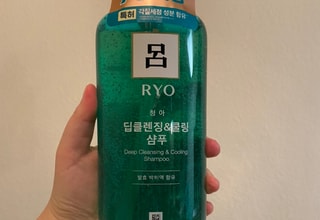 특허 각질세정 성분 함유
呂
RYO
청아
딥클렌징&쿨링
샴푸
Deep Cleansing & Cooling
Shampoo